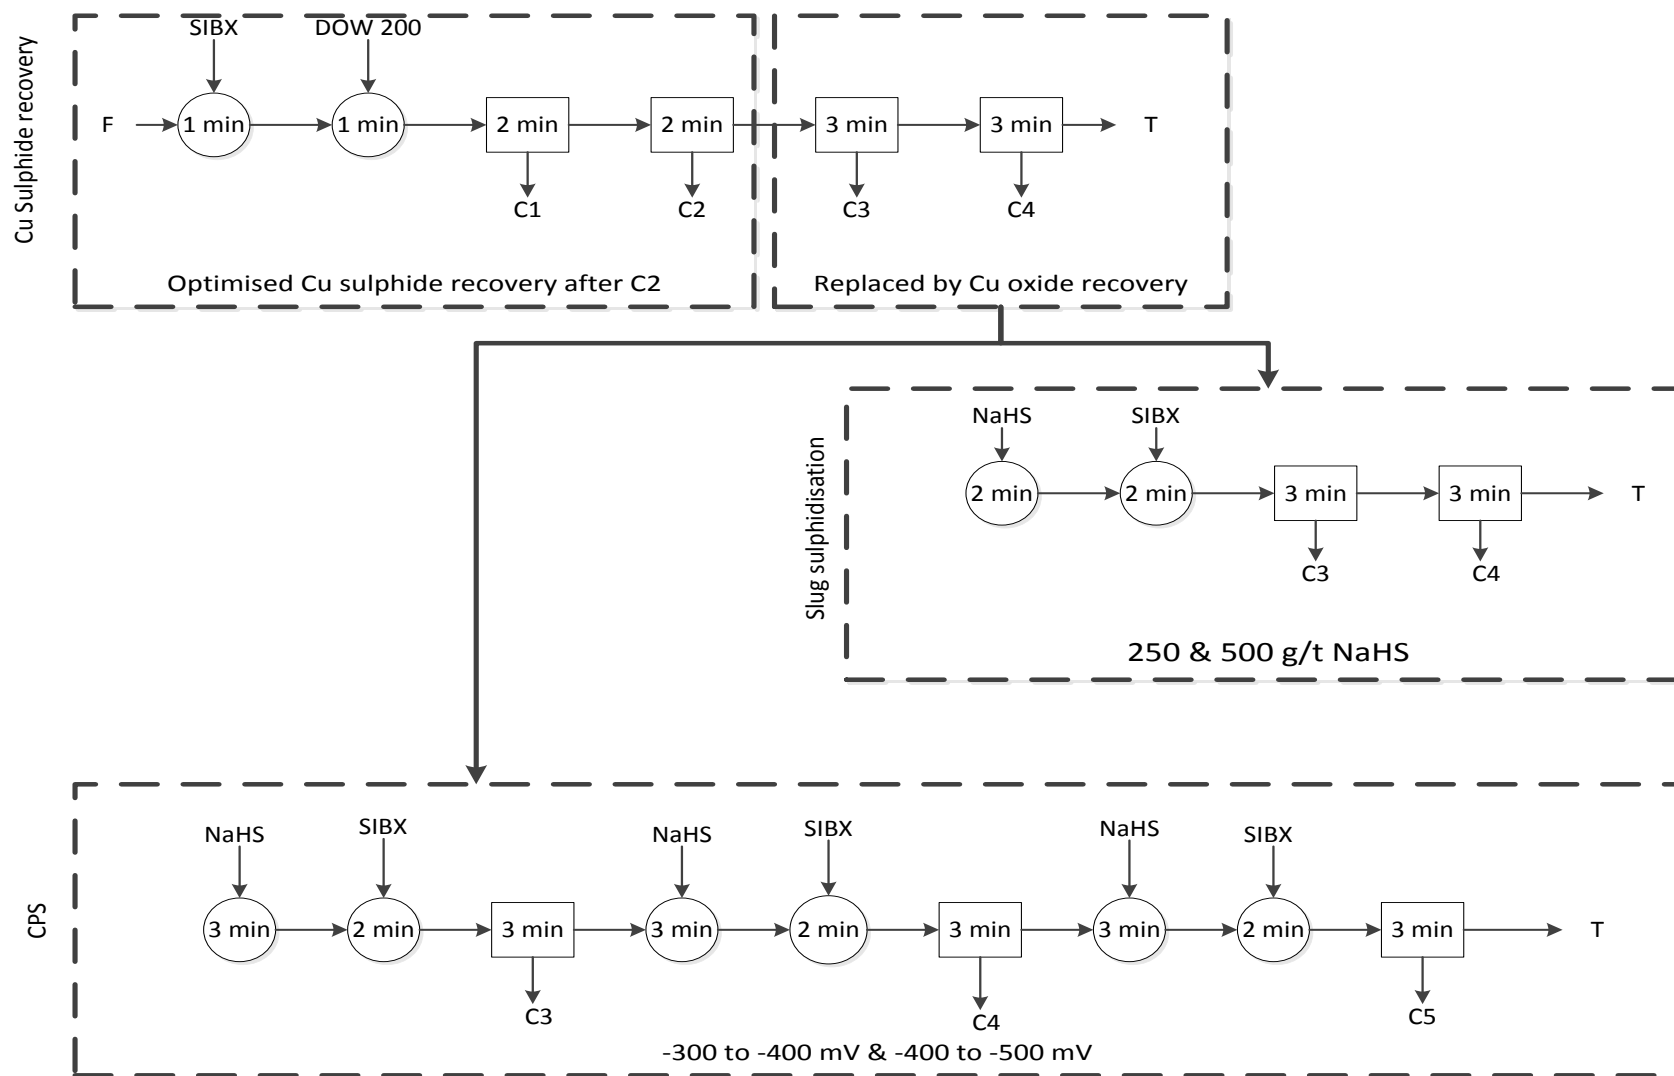 Cu Sulphide recovery
SIBX
DOW 200
F
1 min
1 min
2 min
2 min
3 min
3 min
T
C1
C2
C3
C4
Optimised Cu sulphide recovery after C2
Replaced by Cu oxide recovery
Slug sulphidisation
NaHS
SIBX
2 min
2 min
3 min
3 min
T
C3
C4
250 & 500 g/t NaHS
CPS
NaHS
SIBX
NaHS
SIBX
NaHS
SIBX
3 min
2 min
3 min
3 min
2 min
3 min
3 min
2 min
3 min
T
C3
C4
C5
-300 to -400 mV & -400 to -500 mV